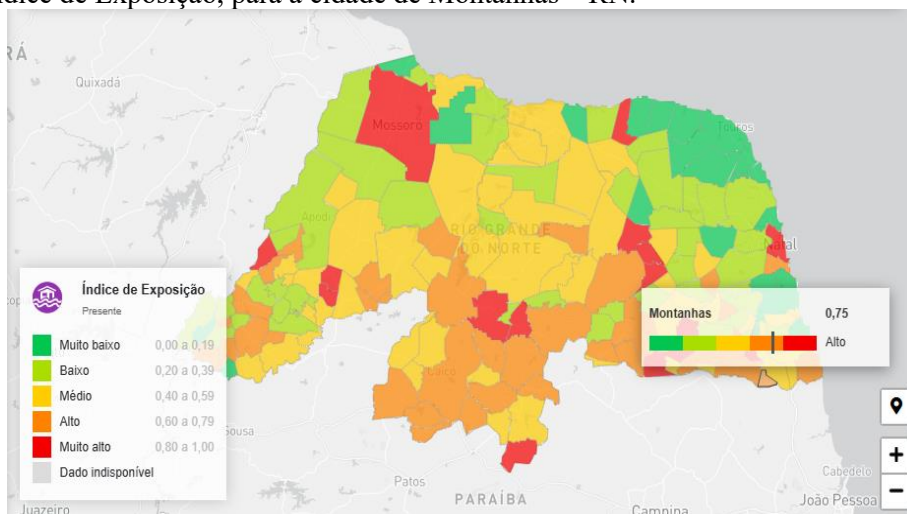 ndice de Exposição, para a cidade de Montanhas – RN.
RÁ
Quixadá
Mossoró
Touros
Apodi
RIO GRANDE
DO NORTE
Natal
Índice de Exposição
Presente
Muito baixo 0,00 a 0,19
Baixo 0,20 a 0,39
Médio 0,40 a 0,59
Alto 0,60 a 0,79
Muito alto 0,80 a 1,00
Dado indisponível
Montanhas 0,75
Alto
Caicó
Sousa
Patos
PARAÍBA
Cabedelo
João Pessoa
Campina
Juazeiro
+
−